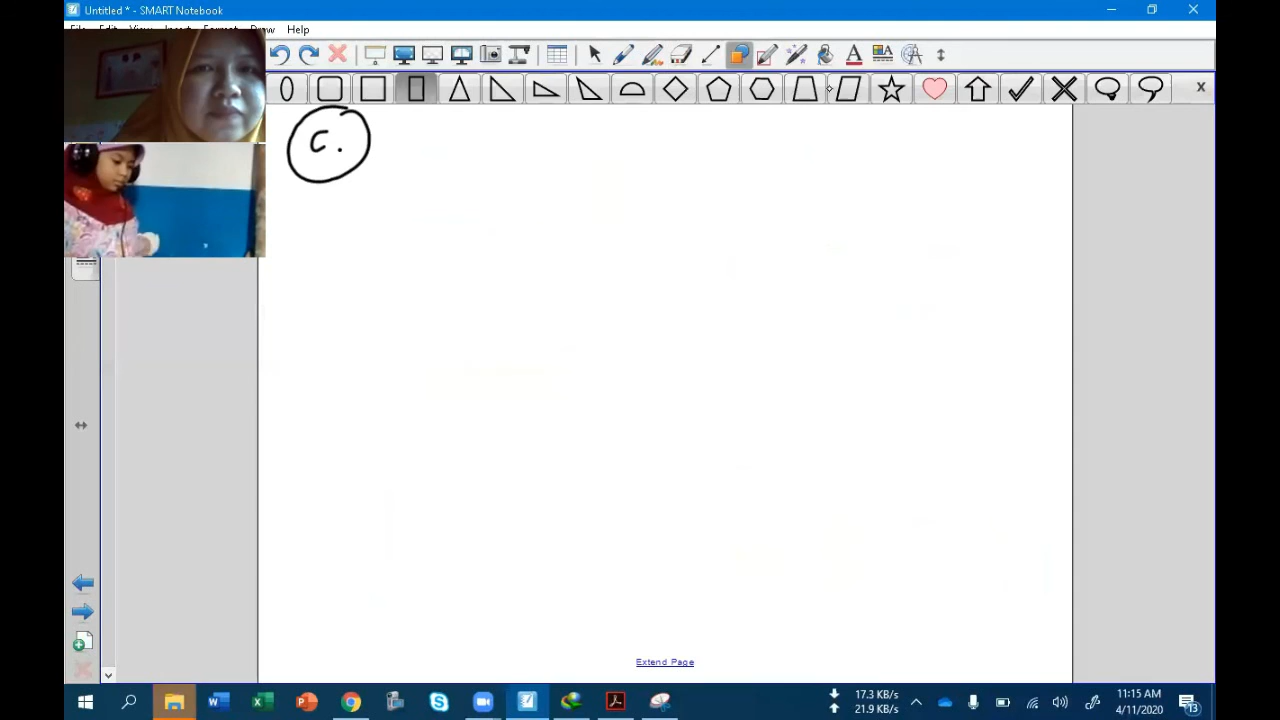 Untitled * - SMART Notebook
File Edit View Insert Format Draw Help
A
X
C.
Extend Page
17.3 KB/s
21.9 KB/s
11:15 AM
4/11/2020
13